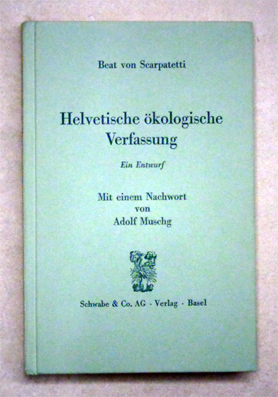 Beat von Scarpatetti
Helvetische ökologische
Verfassung
Ein Entwurf
Mit einem Nachwort
von
Adolf Muschg
Schwabe & Co. AG - Verlag - Basel